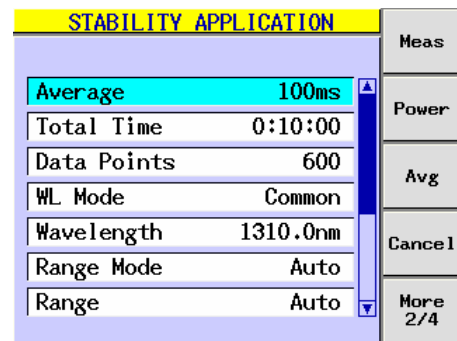 STABILITY APPLICATION
Average 100ms
Total Time 0:10:00
Data Points 600
WL Mode Common
Wavelength 1310.0nm
Range Mode Auto
Range Auto
Meas
Power
Avg
Cancel
More
2/4